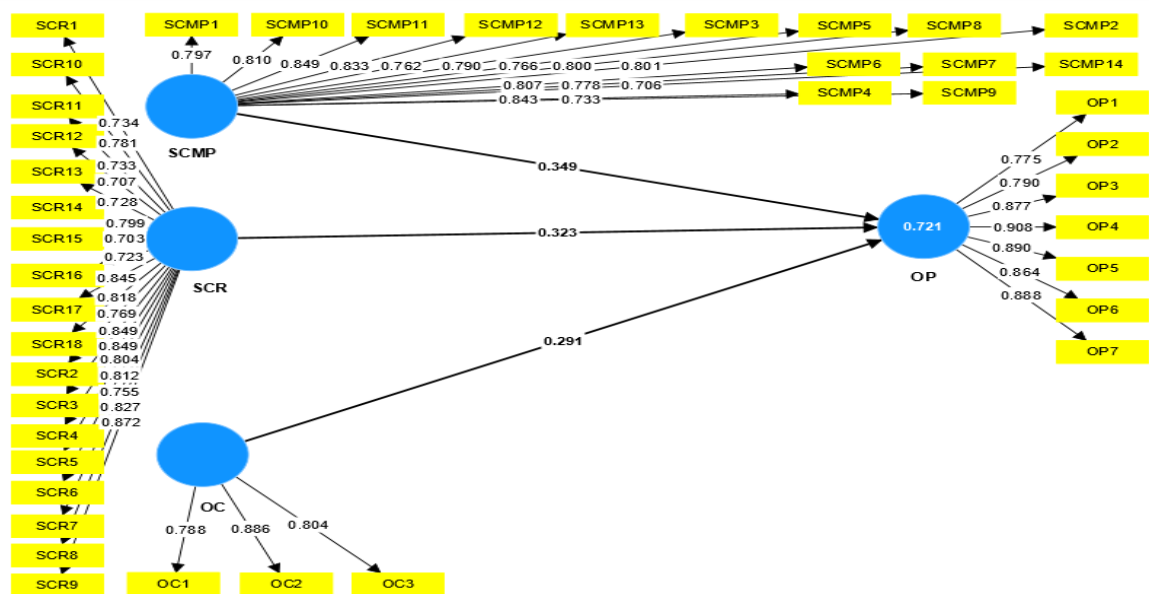 SCR1 SCMP1 SCMP10 SCMP11 SCMP12 SCMP13 SCMP3 SCMP5 SCMP8 SCMP2
0.797 0.810 0.849 0.833 0.762 0.790 0.766 0.800 0.801
SCR10 SCMP6 SCMP7 SCMP14
0.807 0.778 0.706
SCMP4 SCMP9
0.843 0.733
SCMP
SCR11
SCR12
SCR13
SCR14
SCR15
SCR16
SCR17
SCR18
SCR2
SCR3
SCR4
SCR5
SCR6
SCR7
SCR8
SCR9
0.734
0.781
0.733
0.707
0.728
0.799
0.703
0.723
0.845
0.818
0.769
0.849
0.849
0.804
0.812
0.755
0.827
0.872
SCR
0.349
0.323
0.291
0.721
OP
0.775
0.790
0.877
0.908
0.890
0.864
0.888
OP1
OP2
OP3
OP4
OP5
OP6
OP7
OC
0.788 0.886 0.804
OC1 OC2 OC3